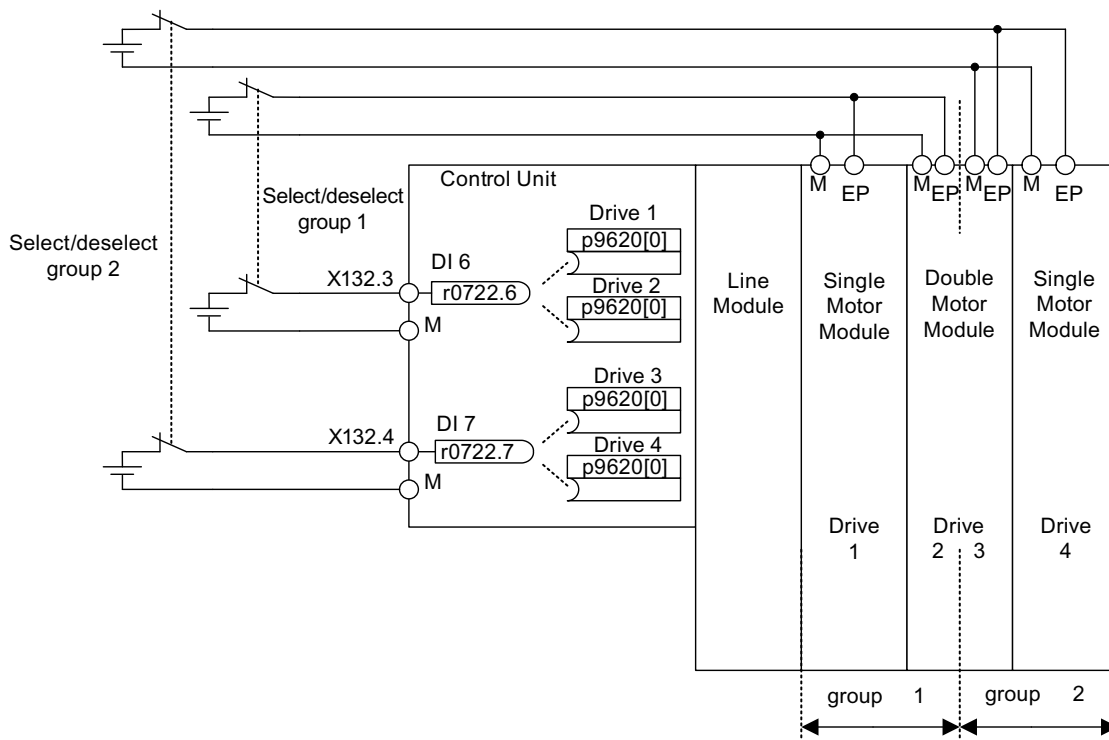 Control Unit
M
EP
M
EP
M
EP
M
EP
Select/deselect
group 1
Select/deselect
group 2
Drive 1
p9620[0]
X132.3
DI 6
r0722.6
Drive 2
p9620[0]
M
Drive 3
p9620[0]
X132.4
DI 7
r0722.7
Drive 4
p9620[0]
M
Line
Module
Single
Motor
Module
Double
Motor
Module
Single
Motor
Module
Drive
1
Drive
2 3
Drive
4
group 1
group 2